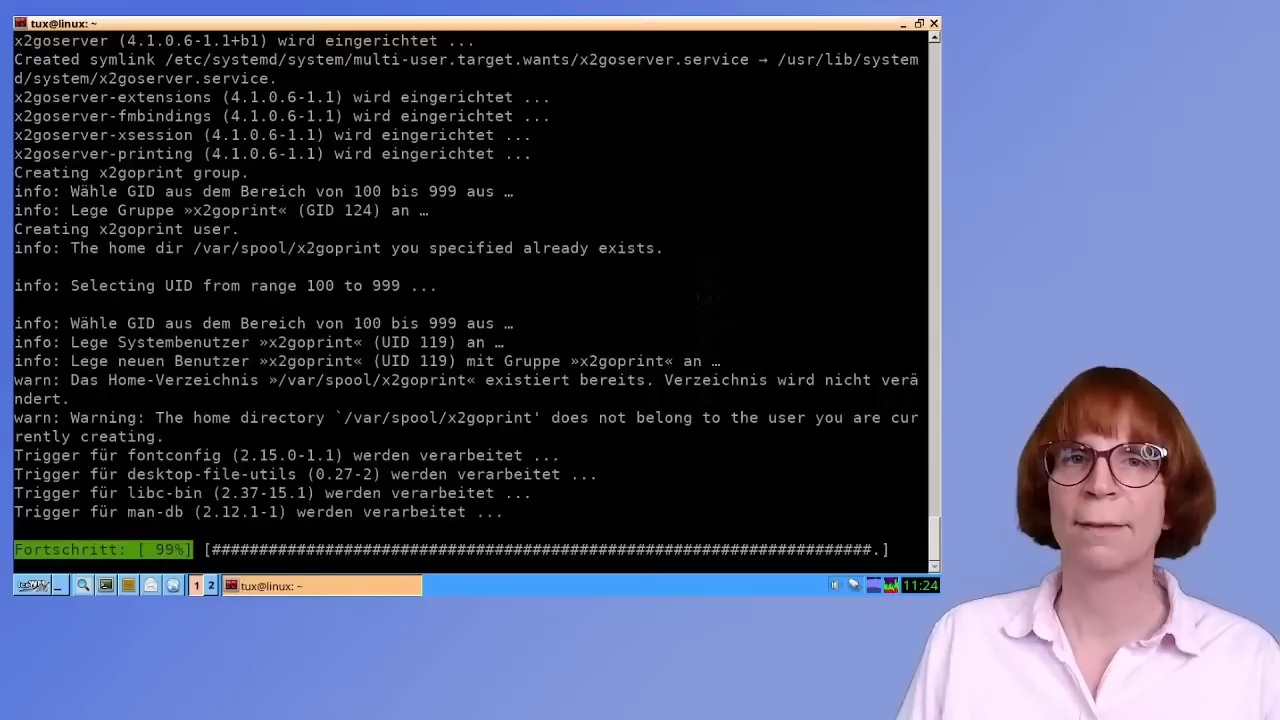 tux@linux: ~
x2goserver (4.1.0.6-1.1+b1) wird eingerichtet ...
Created symlink /etc/systemd/system/multi-user.target.wants/x2goserver.service → /usr/lib/system
d/system/x2goserver.service.
x2goserver-extensions (4.1.0.6-1.1) wird eingerichtet ...
x2goserver-fmbindings (4.1.0.6-1.1) wird eingerichtet ...
x2goserver-xsession (4.1.0.6-1.1) wird eingerichtet ...
x2goserver-printing (4.1.0.6-1.1) wird eingerichtet ...
Creating x2goprint group.
info: Wähle GID aus dem Bereich von 100 bis 999 aus …
info: Lege Gruppe »x2goprint« (GID 124) an …
Creating x2goprint user.
info: The home dir /var/spool/x2goprint you specified already exists.
info: Selecting UID from range 100 to 999 ...
info: Wähle GID aus dem Bereich von 100 bis 999 aus …
info: Lege Systembenutzer »x2goprint« (UID 119) an …
info: Lege neuen Benutzer »x2goprint« (UID 119) mit Gruppe »x2goprint« an …
warn: Das Home-Verzeichnis »/var/spool/x2goprint« existiert bereits. Verzeichnis wird nicht verä
ndert.
warn: Warning: The home directory `/var/spool/x2goprint' does not belong to the user you are cur
rently creating.
Trigger für fontconfig (2.15.0-1.1) werden verarbeitet ...
Trigger für desktop-file-utils (0.27-2) werden verarbeitet ...
Trigger für libc-bin (2.37-15.1) werden verarbeitet ...
Trigger für man-db (2.12.1-1) werden verarbeitet ...
Fortschritt: [ 99%] [######################################################################.]
1 2 tux@linux: ~ 11:24